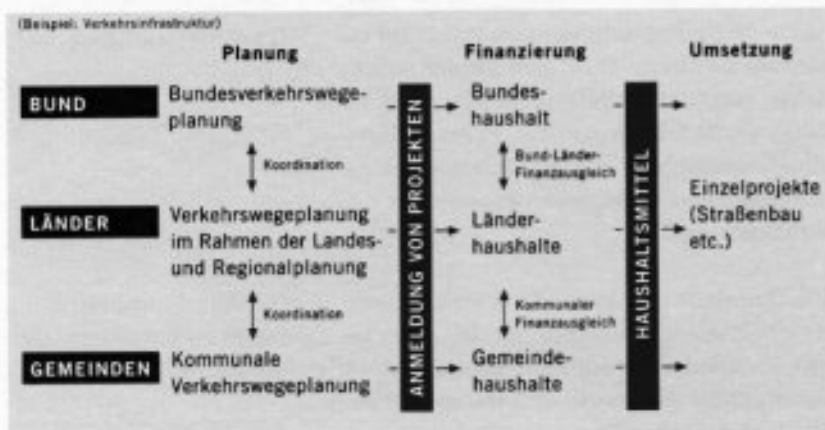 (Beispiel: Verkehrsinfrastruktur)
Planung
Finanzierung
Umsetzung
BUND
Bundesverkehrswege-
planung
Bundes-
haushalt
Koordination
Bund-Länder-
Finanzausgleich
LÄNDER
Verkehrswegeplanung
im Rahmen der Landes-
und Regionalplanung
Länder-
haushalte
Einzelprojekte
(Straßenbau
etc.)
Koordination
Kommunaler
Finanzausgleich
GEMEINDEN
Kommunale
Verkehrswegeplanung
Gemeinde-
haushalte
ANMELDUNG VON PROJEKTEN
HAUSHALTSMITTEL